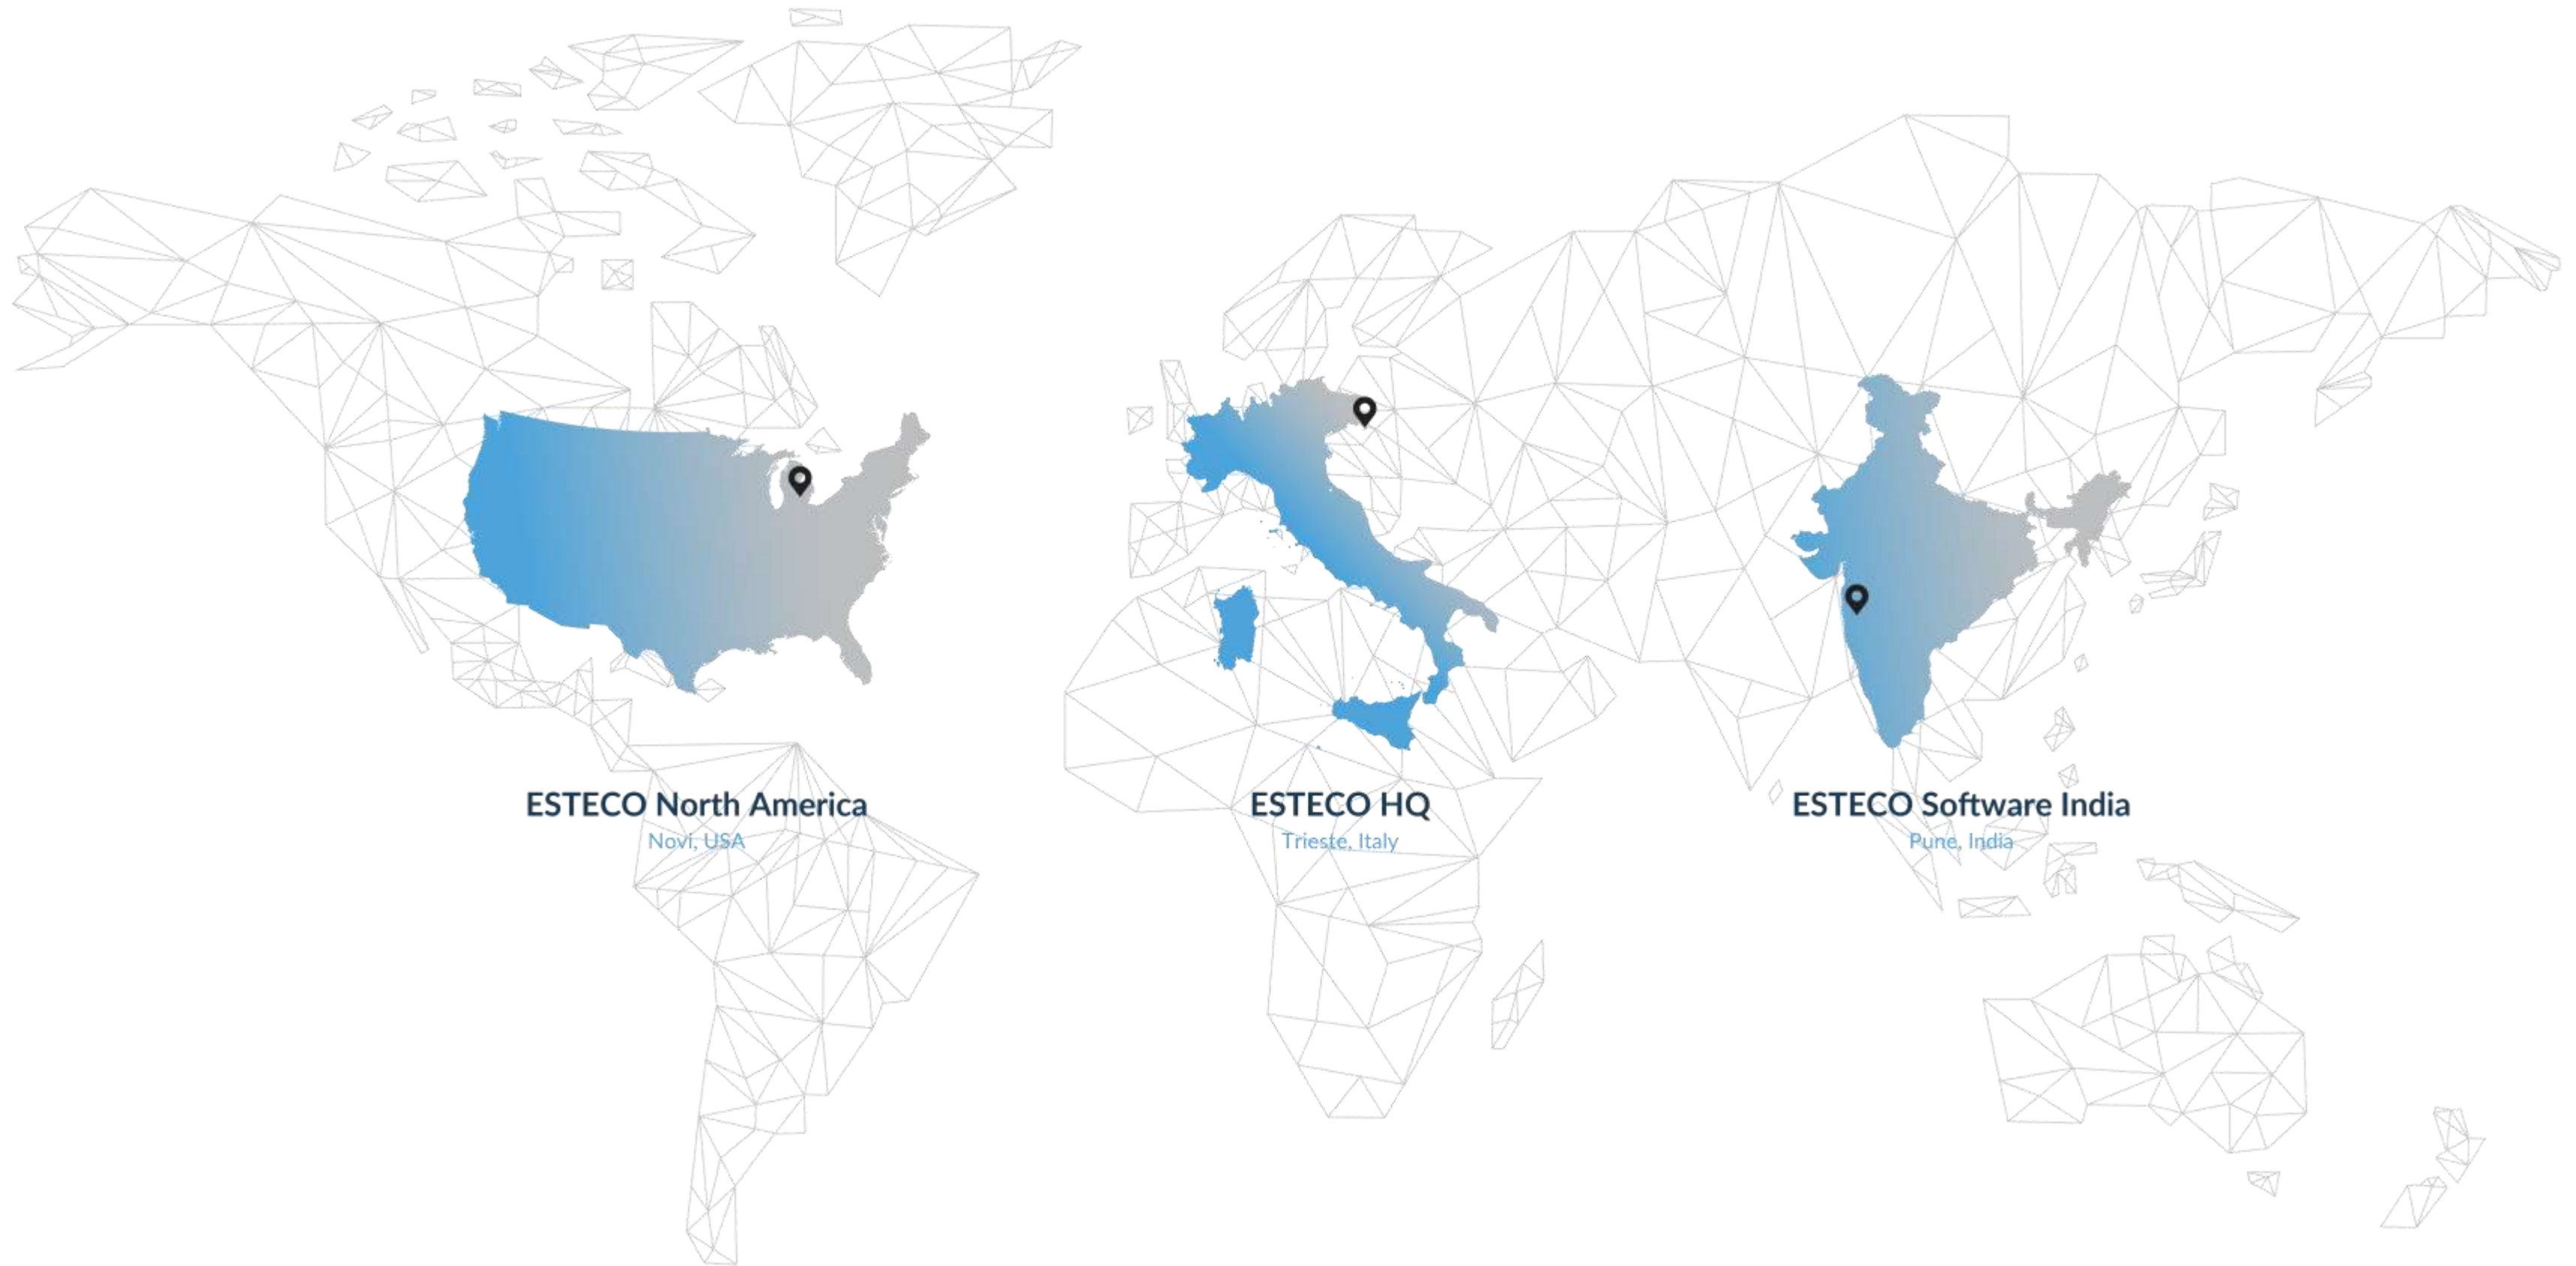 ESTECO North America
Novi, USA
ESTECO HQ
Trieste, Italy
ESTECO Software India
Pune, India